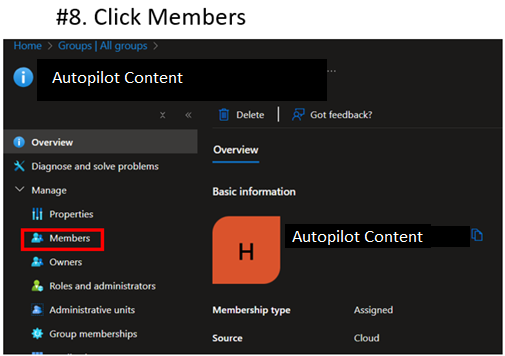 #8. Click Members
Home > Groups | All groups >
Autopilot Content
...
Delete Got feedback?
Overview
Diagnose and solve problems
Manage
Properties
Members
Owners
Roles and administrators
Administrative units
Group memberships
Overview
Basic information
H
Autopilot Content
Membership type Assigned
Source Cloud